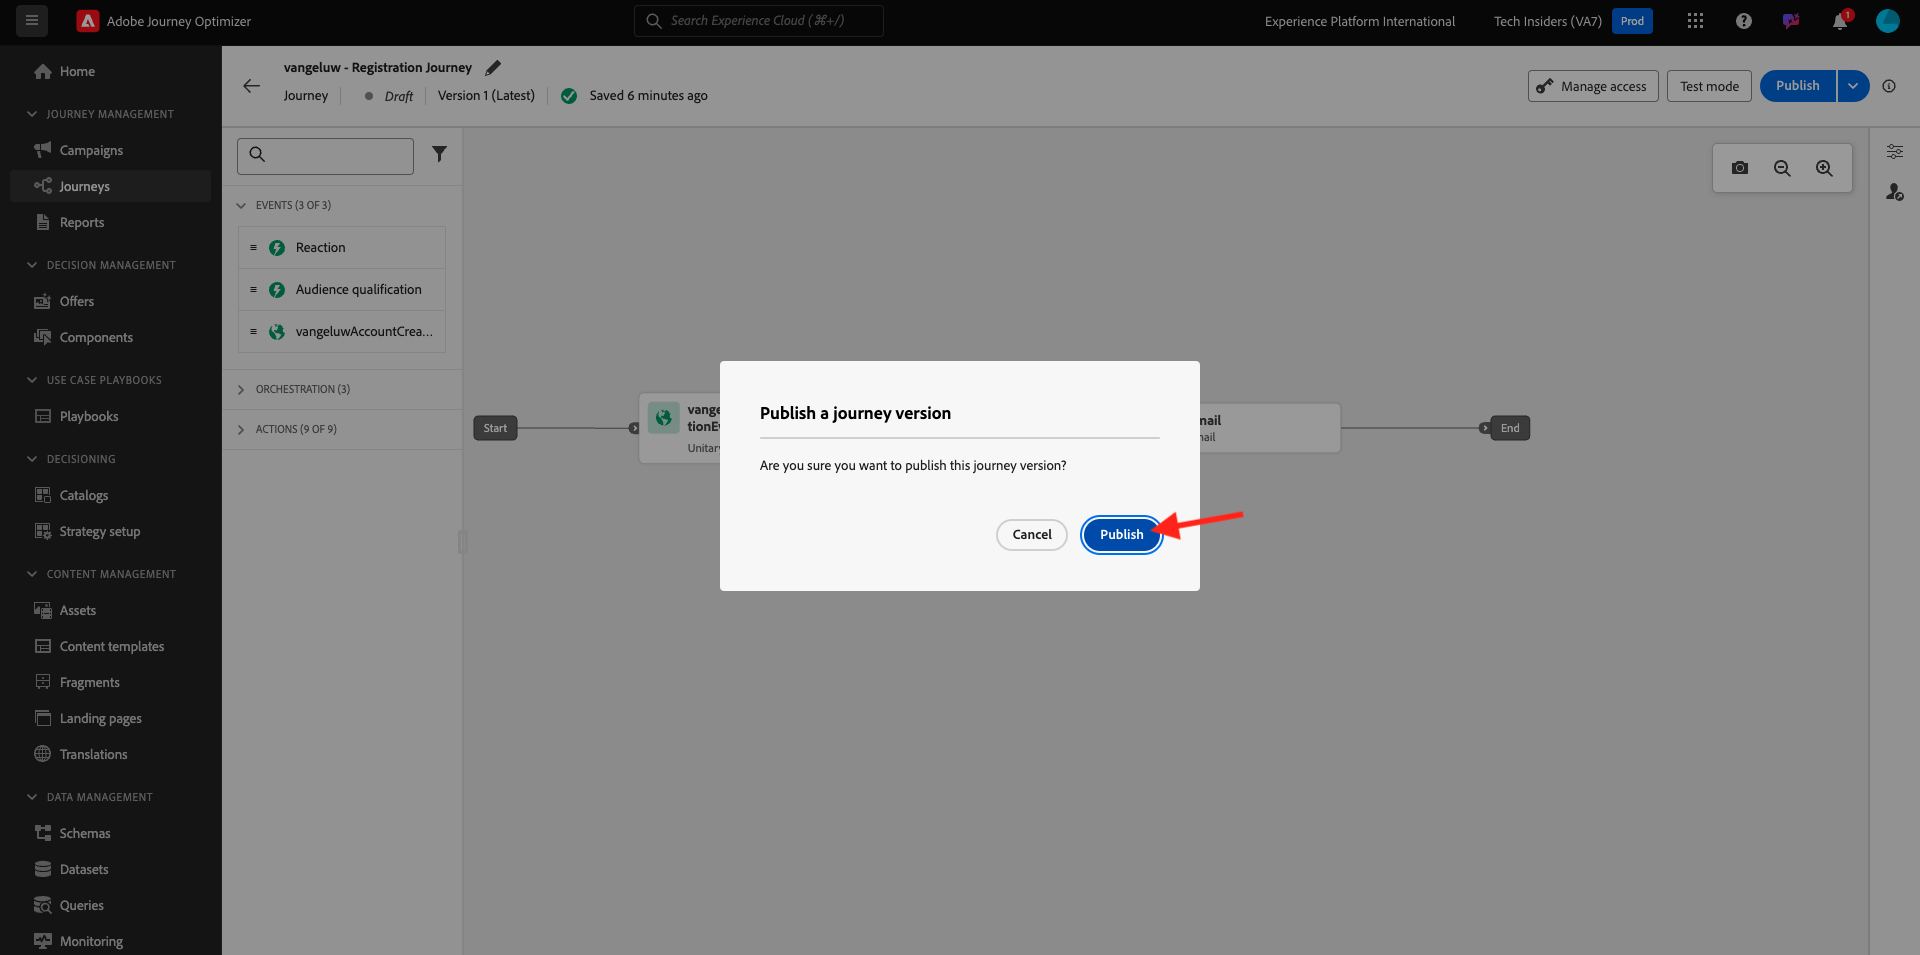 Adobe Journey Optimizer
Search Experience Cloud (⌘+/)
Experience Platform International
Tech Insiders (VA7)
Prod
1
Home
JOURNEY MANAGEMENT
Campaigns
Journeys
Reports
DECISION MANAGEMENT
Offers
Components
USE CASE PLAYBOOKS
Playbooks
DECISIONING
Catalogs
Strategy setup
CONTENT MANAGEMENT
Assets
Content templates
Fragments
Landing pages
Translations
DATA MANAGEMENT
Schemas
Datasets
Queries
Monitoring
vangeluw - Registration Journey
Journey
Draft
Version 1 (Latest)
Saved 6 minutes ago
Manage access
Test mode
Publish
EVENTS (3 OF 3)
Reaction
Audience qualification
vangeluwAccountCrea...
ORCHESTRATION (3)
ACTIONS (9 OF 9)
Start
vange
tionEv
Unitary
mail
nail
End
Publish a journey version
Are you sure you want to publish this journey version?
Cancel
Publish